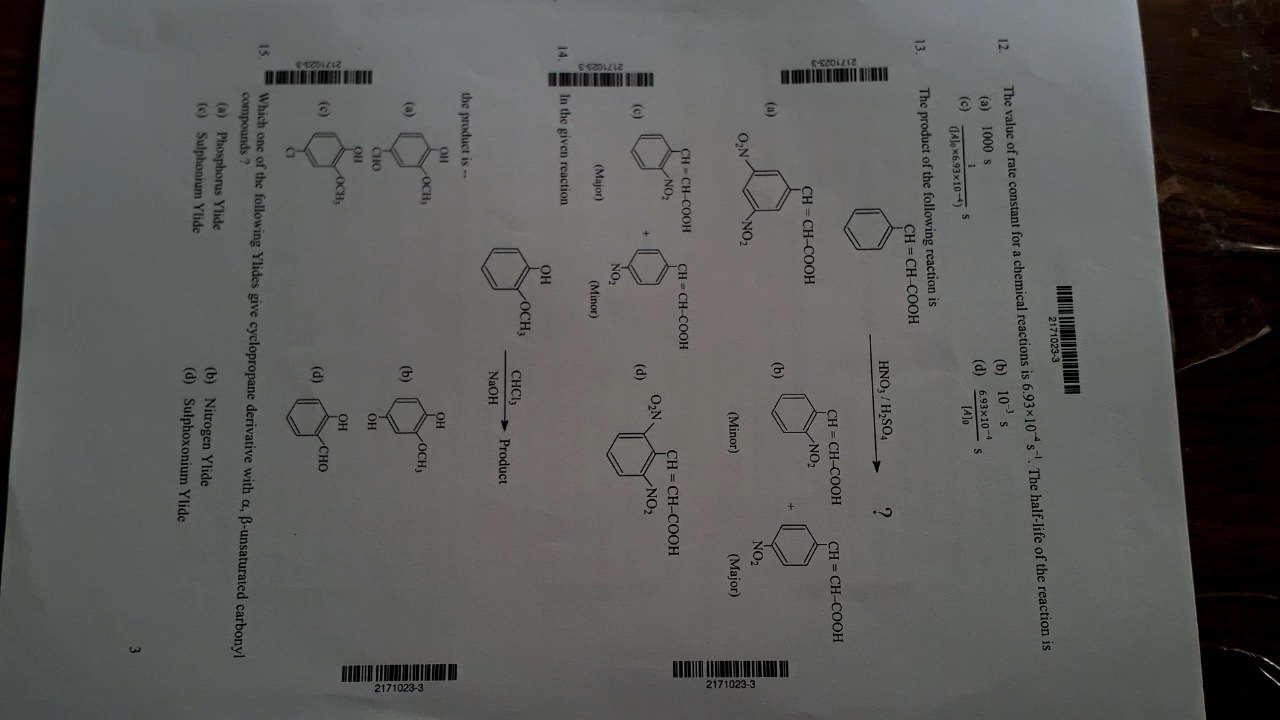 2171023-3
12. The value of rate constant for a chemical reactions is 6.93×10⁻⁴ s⁻¹. The half-life of the reaction is
(a) 1000 s (b) 10⁻³ s
(c) 1 / ([A]₀×6.93×10⁻⁴) s (d) 6.93×10⁻⁴ / [A]₀ s
13. The product of the following reaction is
CH = CH–COOH HNO₃ / H₂SO₄ ?
2171023-3
(a) CH = CH–COOH O₂N NO₂
(b) CH = CH–COOH NO₂ (Minor) + CH = CH–COOH NO₂ (Major)
(c) CH = CH–COOH NO₂ (Major) + CH = CH–COOH NO₂ (Minor)
(d) O₂N CH = CH–COOH NO₂
2171023-3
2171023-3
14. In the given reaction
OH OCH₃ CHCl₃ NaOH Product
the product is --
(a) OH OCH₃ CHO
(b) OH OCH₃ OH
(c) OH OCH₃ Cl
(d) OH CHO
2171023-3
2171023-3
15. Which one of the following Ylides give cyclopropane derivative with α, β-unsaturated carbonyl
compounds ?
(a) Phosphorus Ylide (b) Nitrogen Ylide
(c) Sulphonium Ylide (d) Sulphoxonium Ylide
3